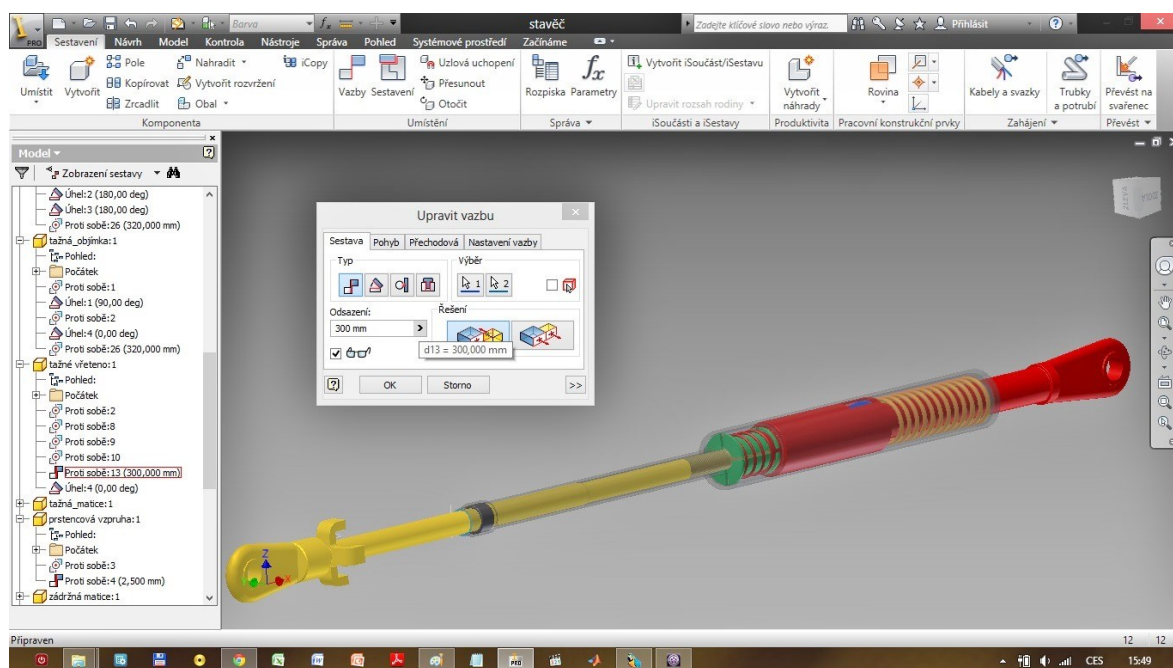 Barva
fx
stavěč
Zadejte klíčové slovo nebo výraz.
Přihlásit
PRO
Sestavení Návrh Model Kontrola Nástroje Správa Pohled Systémové prostředí Začínáme
Umístit
Vytvořit
Pole
Kopírovat
Zrcadlit
Nahradit
Vytvořit rozvržení
Obal
iCopy
Komponenta
Vazby
Sestavení
Uzlová uchopení
Přesunout
Otočit
Umístění
Rozpiska
fx
Parametry
Správa
Vytvořit iSoučást/iSestavu
Upravit rozsah rodiny
iSoučásti a iSestavy
Vytvořit náhrady
Produktivita
Rovina
Pracovní konstrukční prvky
Kabely a svazky
Trubky a potrubí
Zahájení
Převést na svařenec
Převést
Model
Zobrazení sestavy
Úhel:2 (180,00 deg)
Úhel:3 (180,00 deg)
Proti sobě:26 (320,000 mm)
tažná_objímka:1
Pohled:
Počátek
Proti sobě:1
Úhel:1 (90,00 deg)
Proti sobě:2
Úhel:4 (0,00 deg)
Proti sobě:26 (320,000 mm)
tažné vřeteno:1
Pohled:
Počátek
Proti sobě:2
Proti sobě:8
Proti sobě:9
Proti sobě:10
Proti sobě:13 (300,000 mm)
Úhel:4 (0,00 deg)
tažná_matice:1
prstencová vzpruha:1
Pohled:
Počátek
Proti sobě:3
Proti sobě:4 (2,500 mm)
zádržná matice:1
Upravit vazbu
Sestava Pohyb Přechodová Nastavení vazby
Typ
Výběr
1 2
Odsazení:
300 mm
Řešení
d13 = 300,000 mm
OK
Storno
>>
Z
X
Připraven
12 12
PRO
CES 15:49